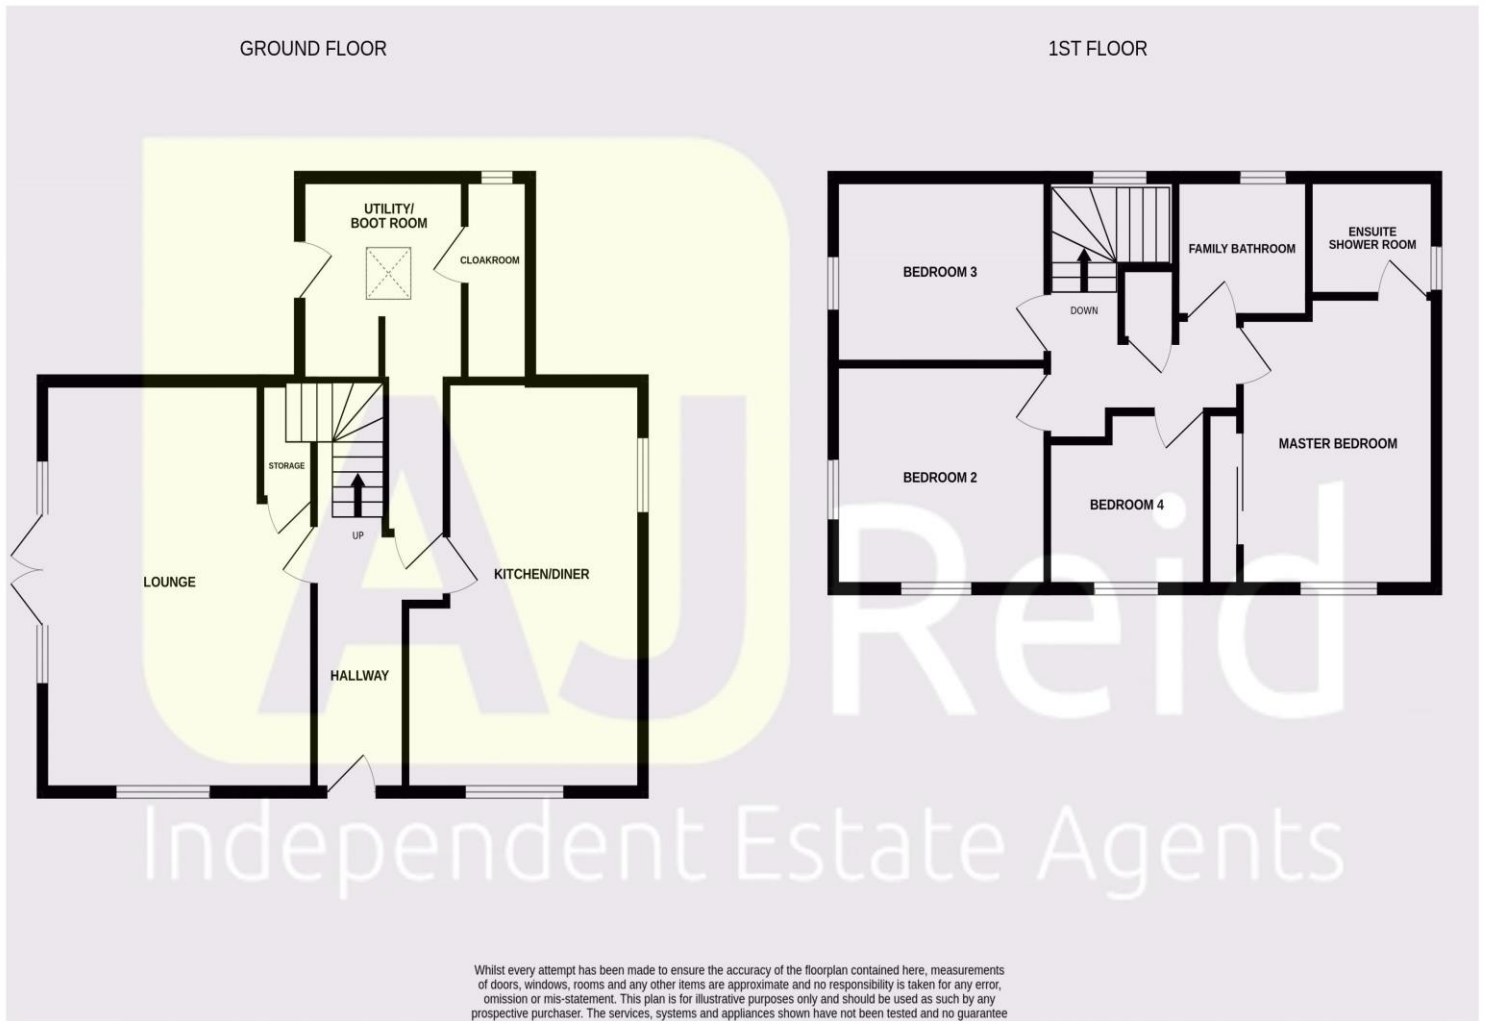 GROUND FLOOR
1ST FLOOR
UTILITY/
BOOT ROOM
CLOAKROOM
STORAGE
UP
LOUNGE
KITCHEN/DINER
HALLWAY
BEDROOM 3
DOWN
FAMILY BATHROOM
ENSUITE
SHOWER ROOM
BEDROOM 2
BEDROOM 4
MASTER BEDROOM
AJ Reid
Independent Estate Agents
Whilst every attempt has been made to ensure the accuracy of the floorplan contained here, measurements
of doors, windows, rooms and any other items are approximate and no responsibility is taken for any error,
omission or mis-statement. This plan is for illustrative purposes only and should be used as such by any
prospective purchaser. The services, systems and appliances shown have not been tested and no guarantee